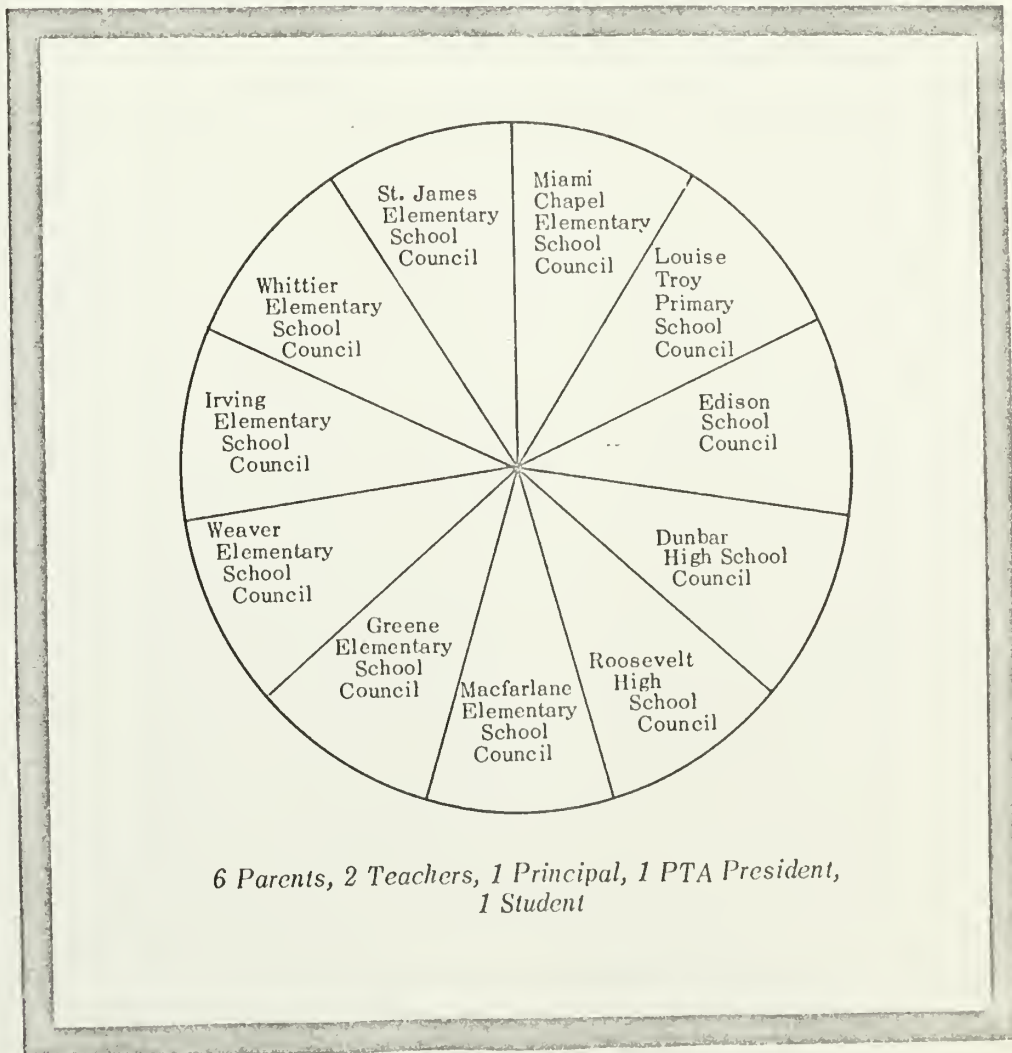 St. James
Elementary
School
Council
Miami
Chapel
Elementary
School
Council
Louise
Troy
Primary
School
Council
Edison
School
Council
Dunbar
High School
Council
Roosevelt
High
School
Council
Macfarlane
Elementary
School
Council
Greene
Elementary
School
Council
Weaver
Elementary
School
Council
Irving
Elementary
School
Council
Whittier
Elementary
School
Council
6 Parents, 2 Teachers, 1 Principal, 1 PTA President,
1 Student